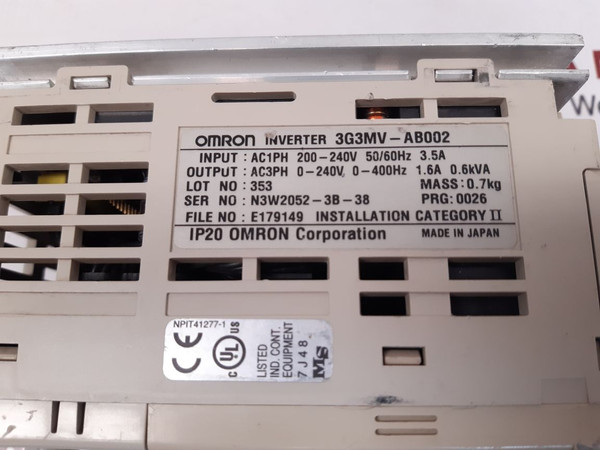 OMRON INVERTER 3G3MV-AB002
INPUT : AC1PH 200-240V 50/60Hz 3.5A
OUTPUT : AC3PH 0-240V 0-400Hz 1.6A 0.6kVA
LOT NO : 353 MASS: 0.7kg
SER NO : N3W2052-3B-38 PRG: 0026
FILE NO : E179149 INSTALLATION CATEGORY II
IP20 OMRON Corporation MADE IN JAPAN
NPIT41277-1
CE
C UL US
LISTED
IND. CONT.
EQUIPMENT
7J48
MS